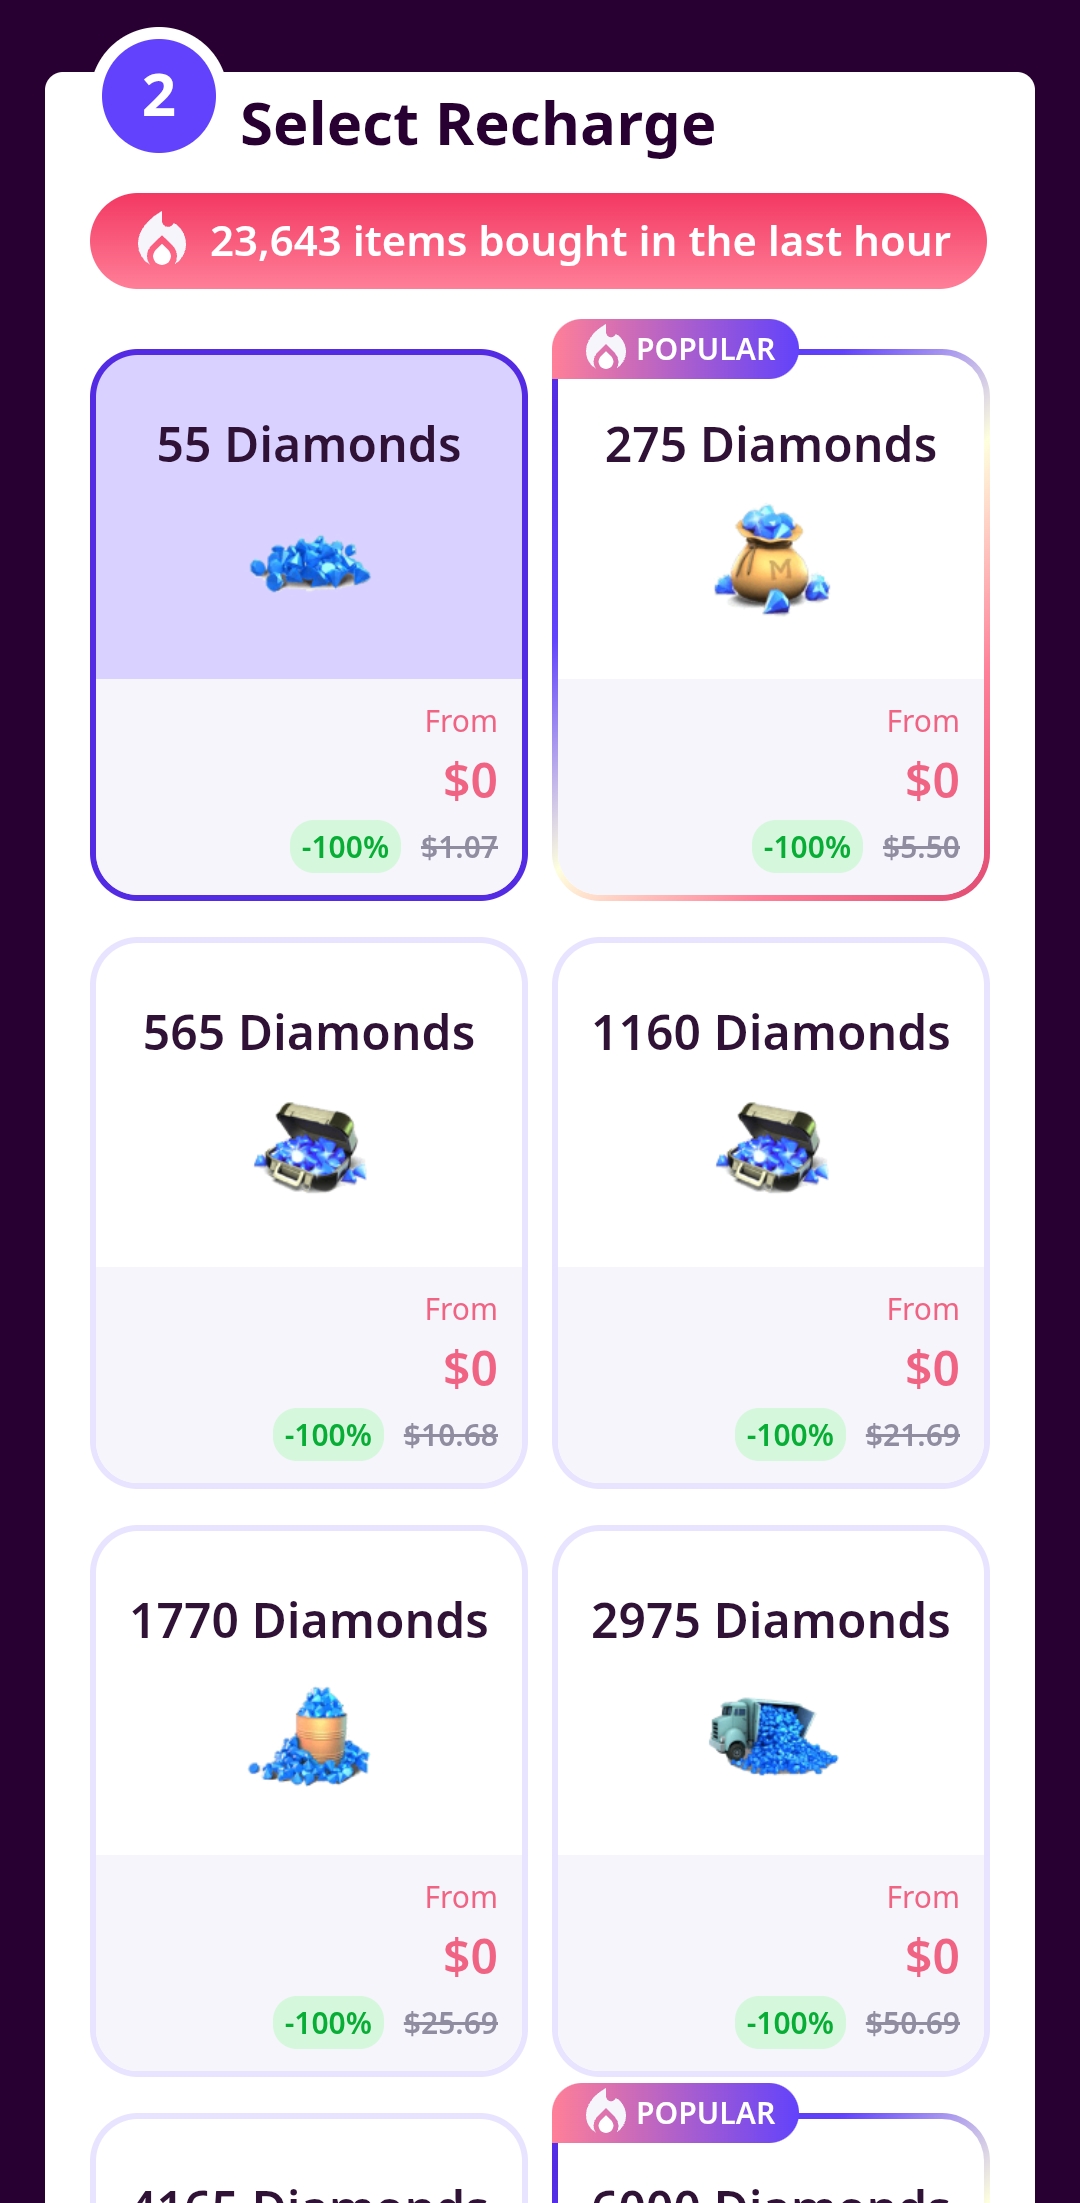 2
Select Recharge
23,643 items bought in the last hour
55 Diamonds
From
$0
-100% $1.07
POPULAR
275 Diamonds
M
From
$0
-100% $5.50
565 Diamonds
From
$0
-100% $10.68
1160 Diamonds
From
$0
-100% $21.69
1770 Diamonds
From
$0
-100% $25.69
2975 Diamonds
From
$0
-100% $50.69
4165 Diamonds
POPULAR
6000 Diamonds